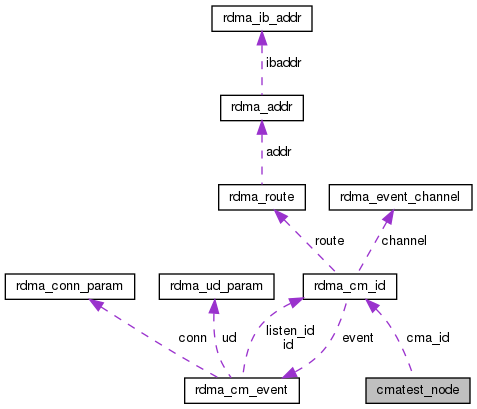 rdma_ib_addr
ibaddr
rdma_addr
addr
rdma_route
rdma_event_channel
route
channel
rdma_conn_param
rdma_ud_param
rdma_cm_id
conn
ud
listen_id
id
event
cma_id
rdma_cm_event
cmatest_node